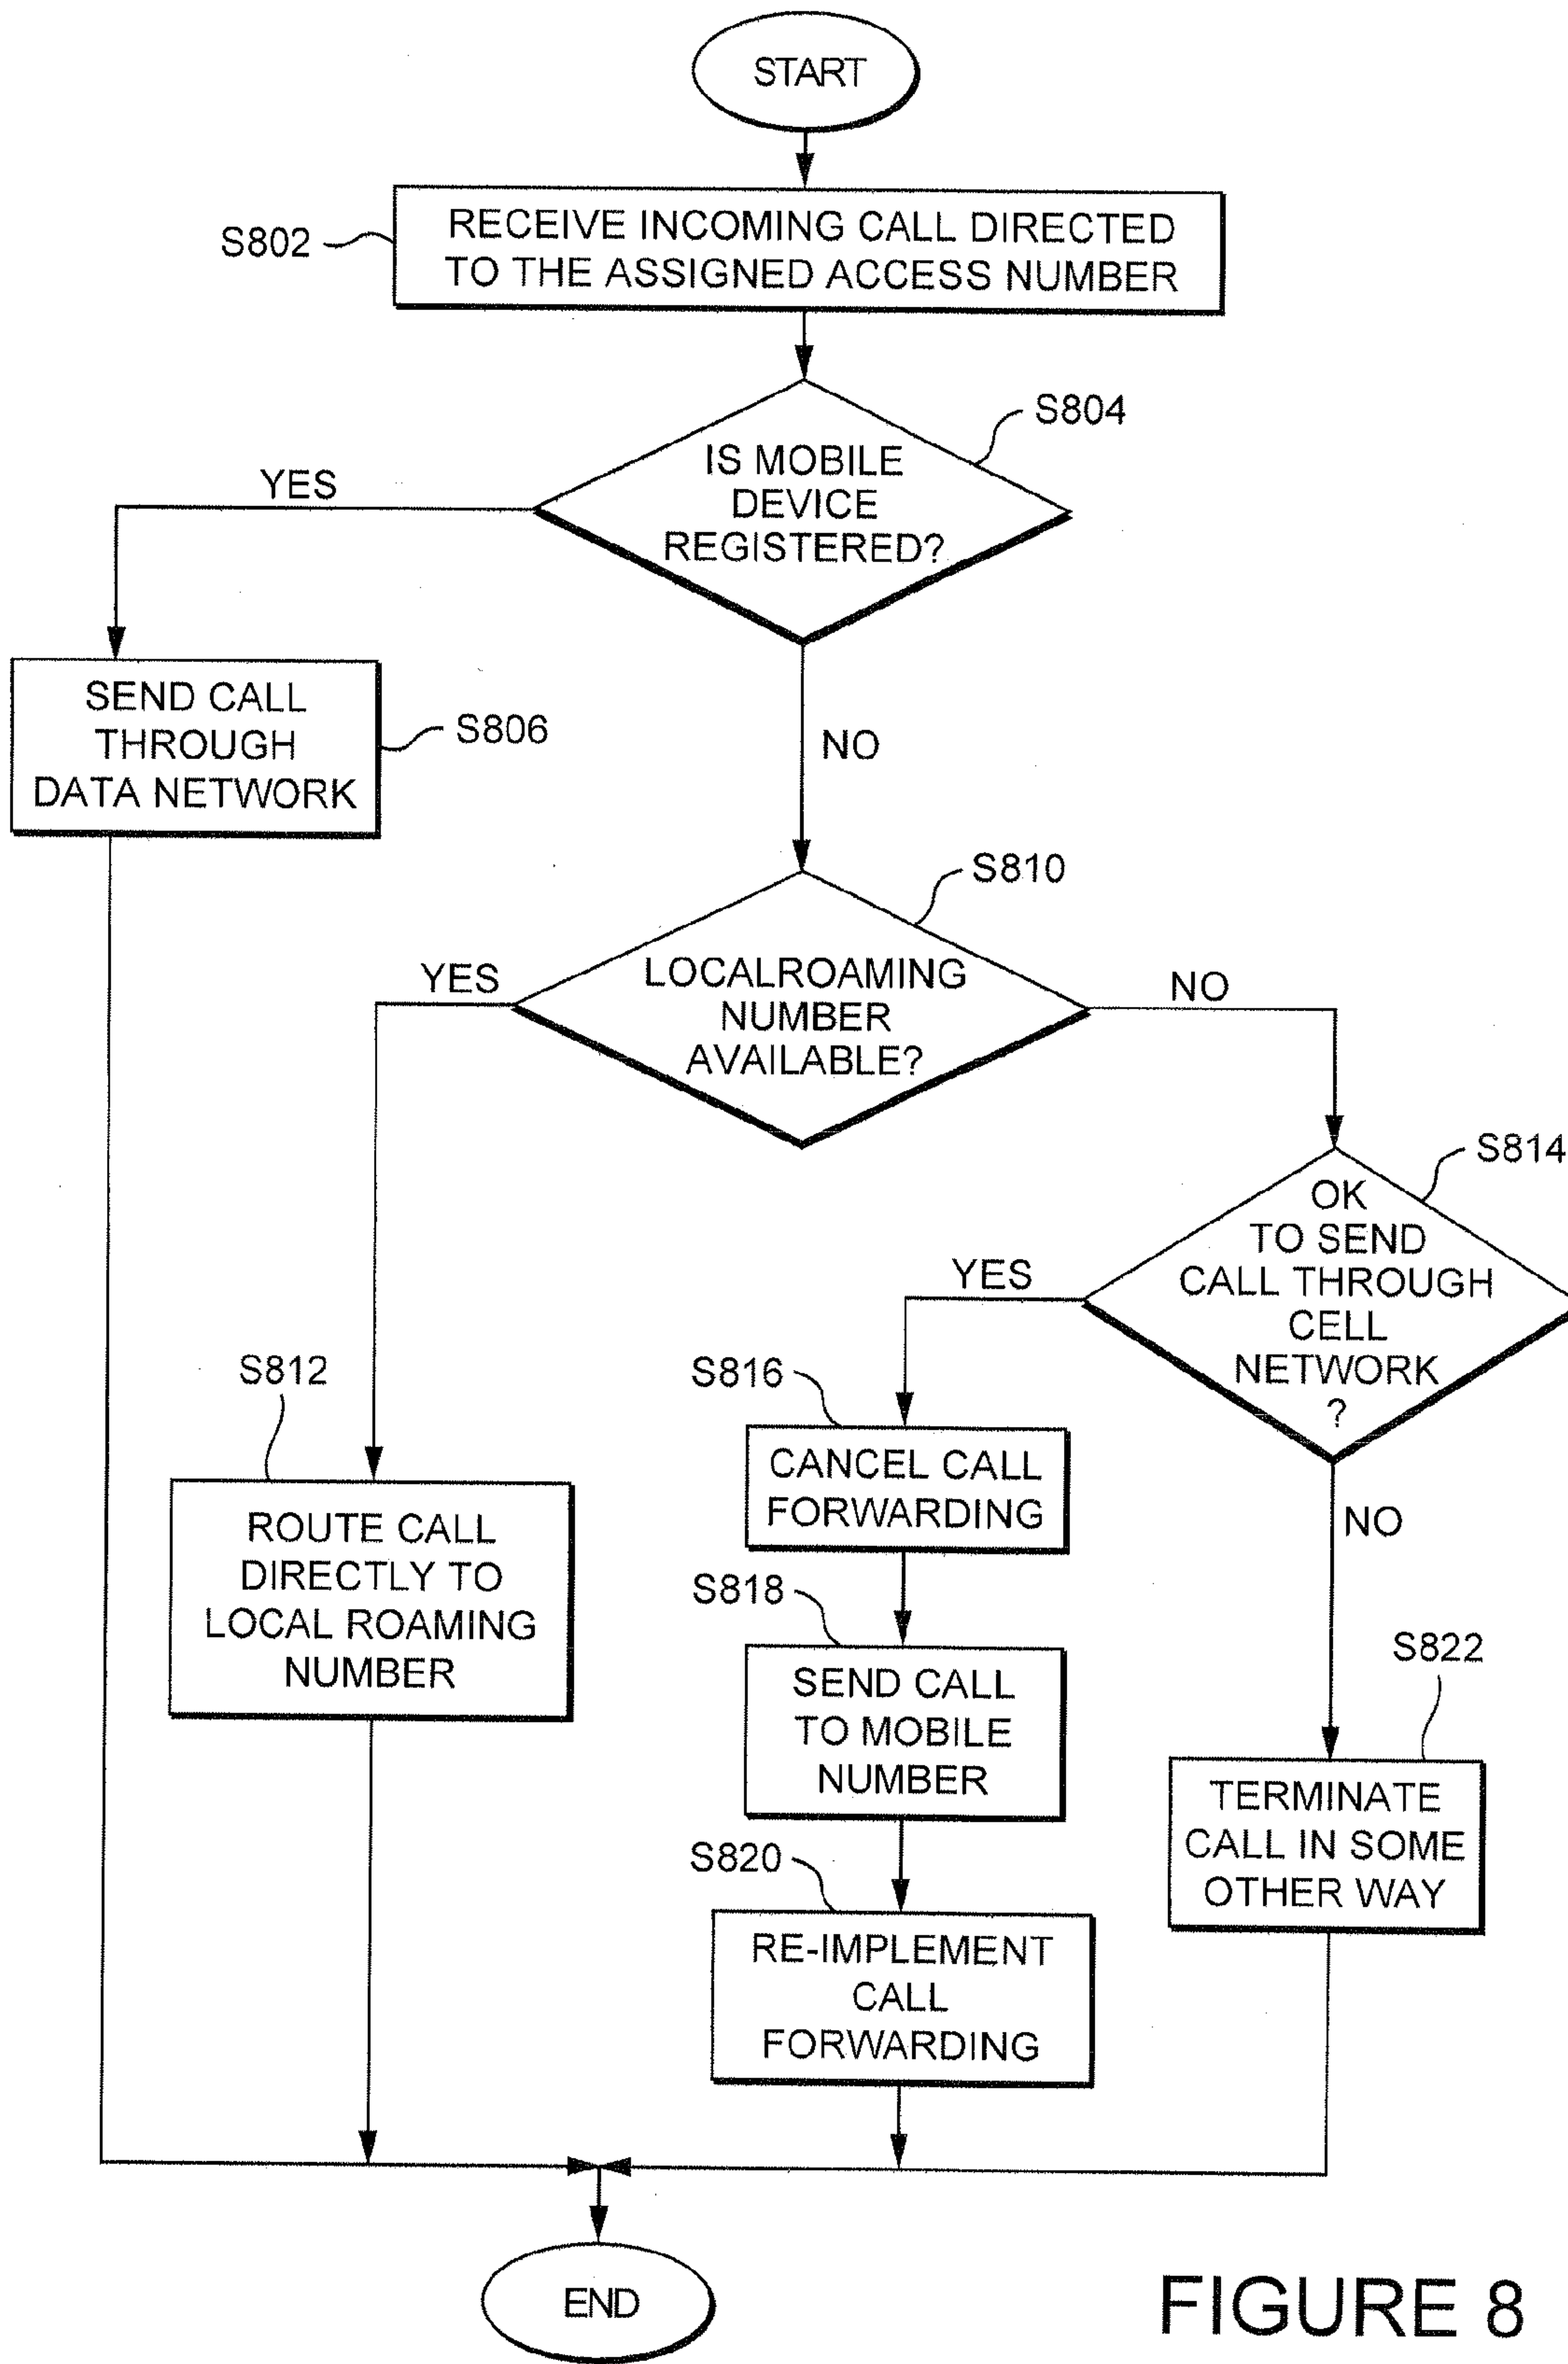 START
S802
RECEIVE INCOMING CALL DIRECTED
TO THE ASSIGNED ACCESS NUMBER
S804
IS MOBILE
DEVICE
REGISTERED?
YES
SEND CALL
THROUGH
DATA NETWORK
S806
NO
S810
LOCALROAMING
NUMBER
AVAILABLE?
YES
NO
S814
OK
TO SEND
CALL THROUGH
CELL
NETWORK
?
YES
S812
ROUTE CALL
DIRECTLY TO
LOCAL ROAMING
NUMBER
S816
CANCEL CALL
FORWARDING
NO
S818
SEND CALL
TO MOBILE
NUMBER
S822
TERMINATE
CALL IN SOME
OTHER WAY
S820
RE-IMPLEMENT
CALL
FORWARDING
END
FIGURE 8